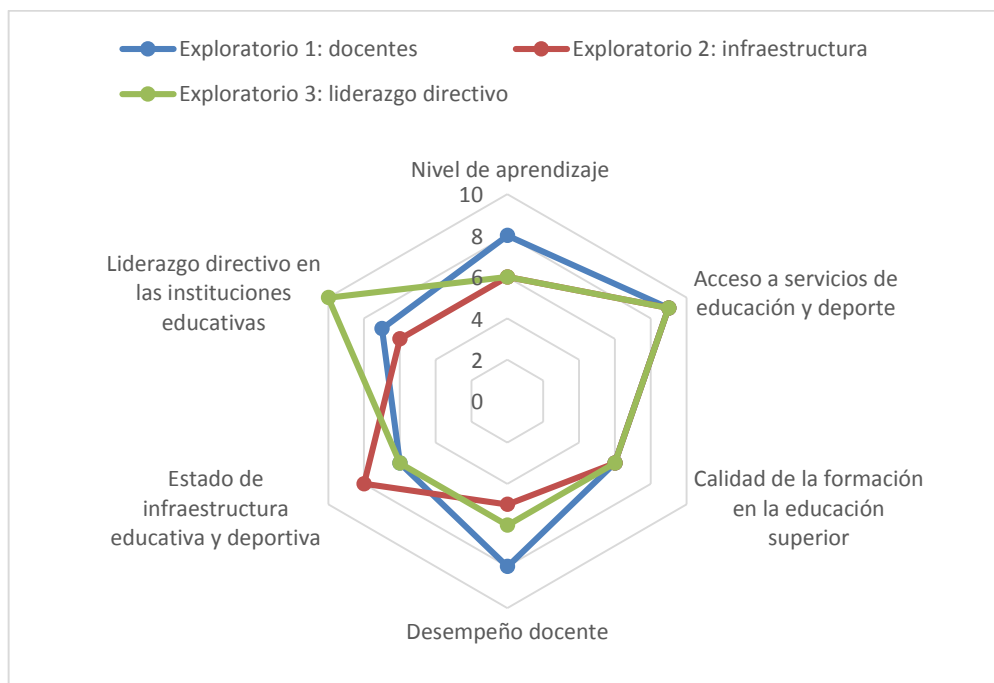 Exploratorio 1: docentes
Exploratorio 2: infraestructura
Exploratorio 3: liderazgo directivo
Nivel de aprendizaje
10
8
6
4
2
0
Acceso a servicios de
educación y deporte
Calidad de la formación
en la educación
superior
Desempeño docente
Estado de
infraestructura
educativa y deportiva
Liderazgo directivo en
las instituciones
educativas